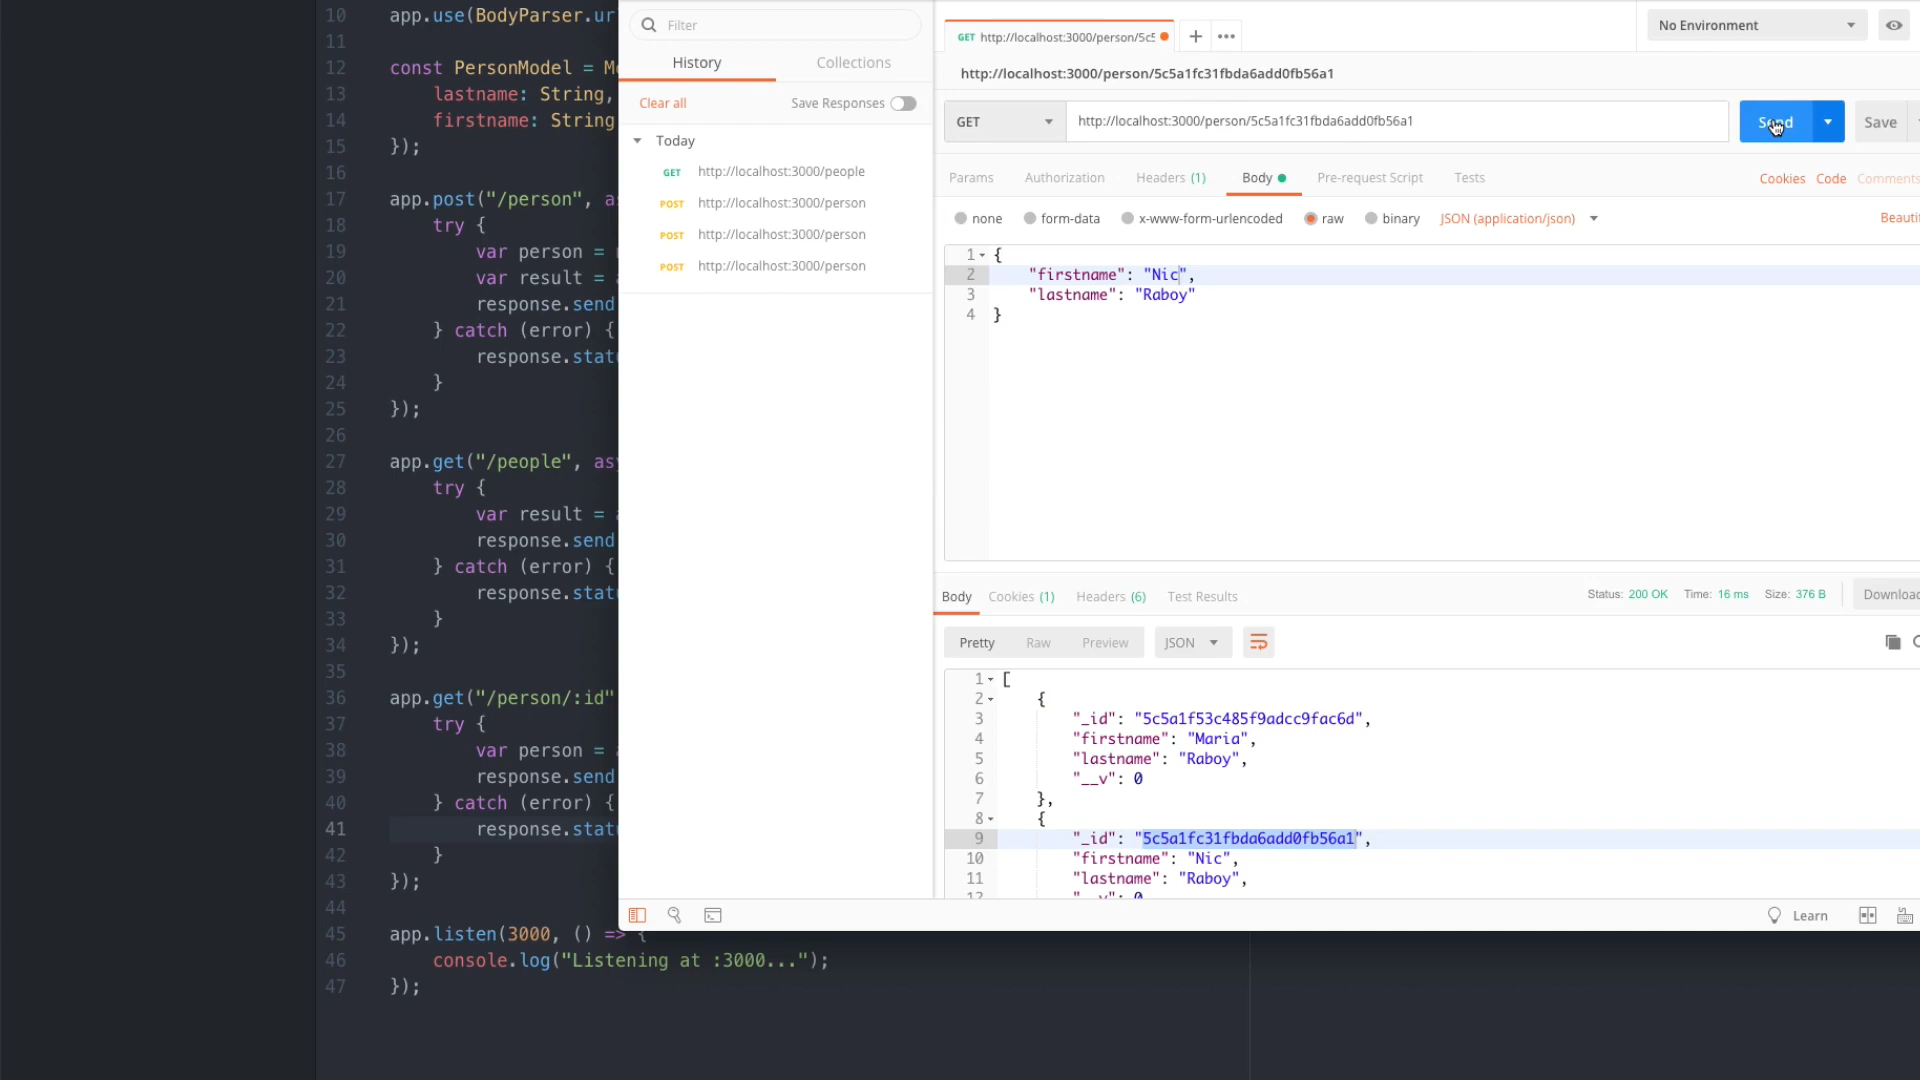 10 app.use(BodyParser.ur
11
12 const PersonModel = M
13 lastname: String,
14 firstname: String
15 });
16
17 app.post("/person", a
18 try {
19 var person =
20 var result =
21 response.send
22 } catch (error) {
23 response.stat
24 }
25 });
26
27 app.get("/people", as
28 try {
29 var result =
30 response.send
31 } catch (error) {
32 response.stat
33 }
34 });
35
36 app.get("/person/:id"
37 try {
38 var person =
39 response.send
40 } catch (error) {
41 response.stat
42 }
43 });
44
45 app.listen(3000, () => {
46 console.log("Listening at :3000...");
47 });
Filter
History Collections
Clear all Save Responses
Today
GET http://localhost:3000/people
POST http://localhost:3000/person
POST http://localhost:3000/person
POST http://localhost:3000/person
GET http://localhost:3000/person/5c5
No Environment
http://localhost:3000/person/5c5a1fc31fbda6add0fb56a1
GET http://localhost:3000/person/5c5a1fc31fbda6add0fb56a1 Send Save
Params Authorization Headers (1) Body Pre-request Script Tests Cookies Code Comments
none form-data x-www-form-urlencoded raw binary JSON (application/json) Beautif
1 {
2 "firstname": "Nic",
3 "lastname": "Raboy"
4 }
Body Cookies (1) Headers (6) Test Results Status: 200 OK Time: 16 ms Size: 376 B Download
Pretty Raw Preview JSON
1 [
2 {
3 "_id": "5c5a1f53c485f9adcc9fac6d",
4 "firstname": "Maria",
5 "lastname": "Raboy",
6 "__v": 0
7 },
8 {
9 "_id": "5c5a1fc31fbda6add0fb56a1",
10 "firstname": "Nic",
11 "lastname": "Raboy",
12 "__v": 0
Learn